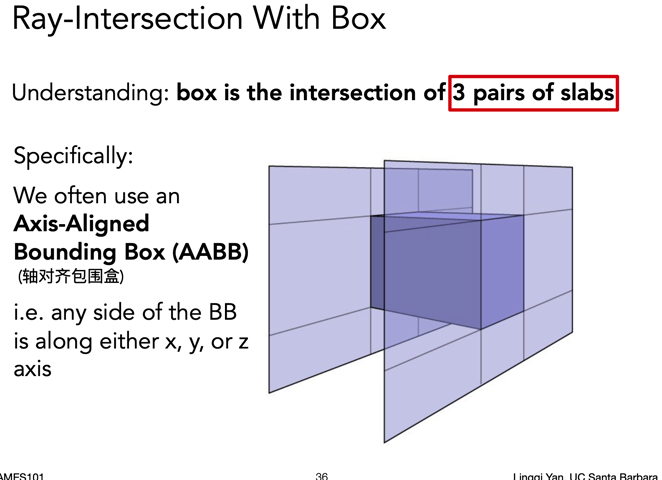 Ray-Intersection With Box
Understanding: box is the intersection of 3 pairs of slabs
Specifically:
We often use an
Axis-Aligned
Bounding Box (AABB)
(轴对齐包围盒)
i.e. any side of the BB
is along either x, y, or z
axis
AMES101
36
Lingqi Yan, UC Santa Barbara